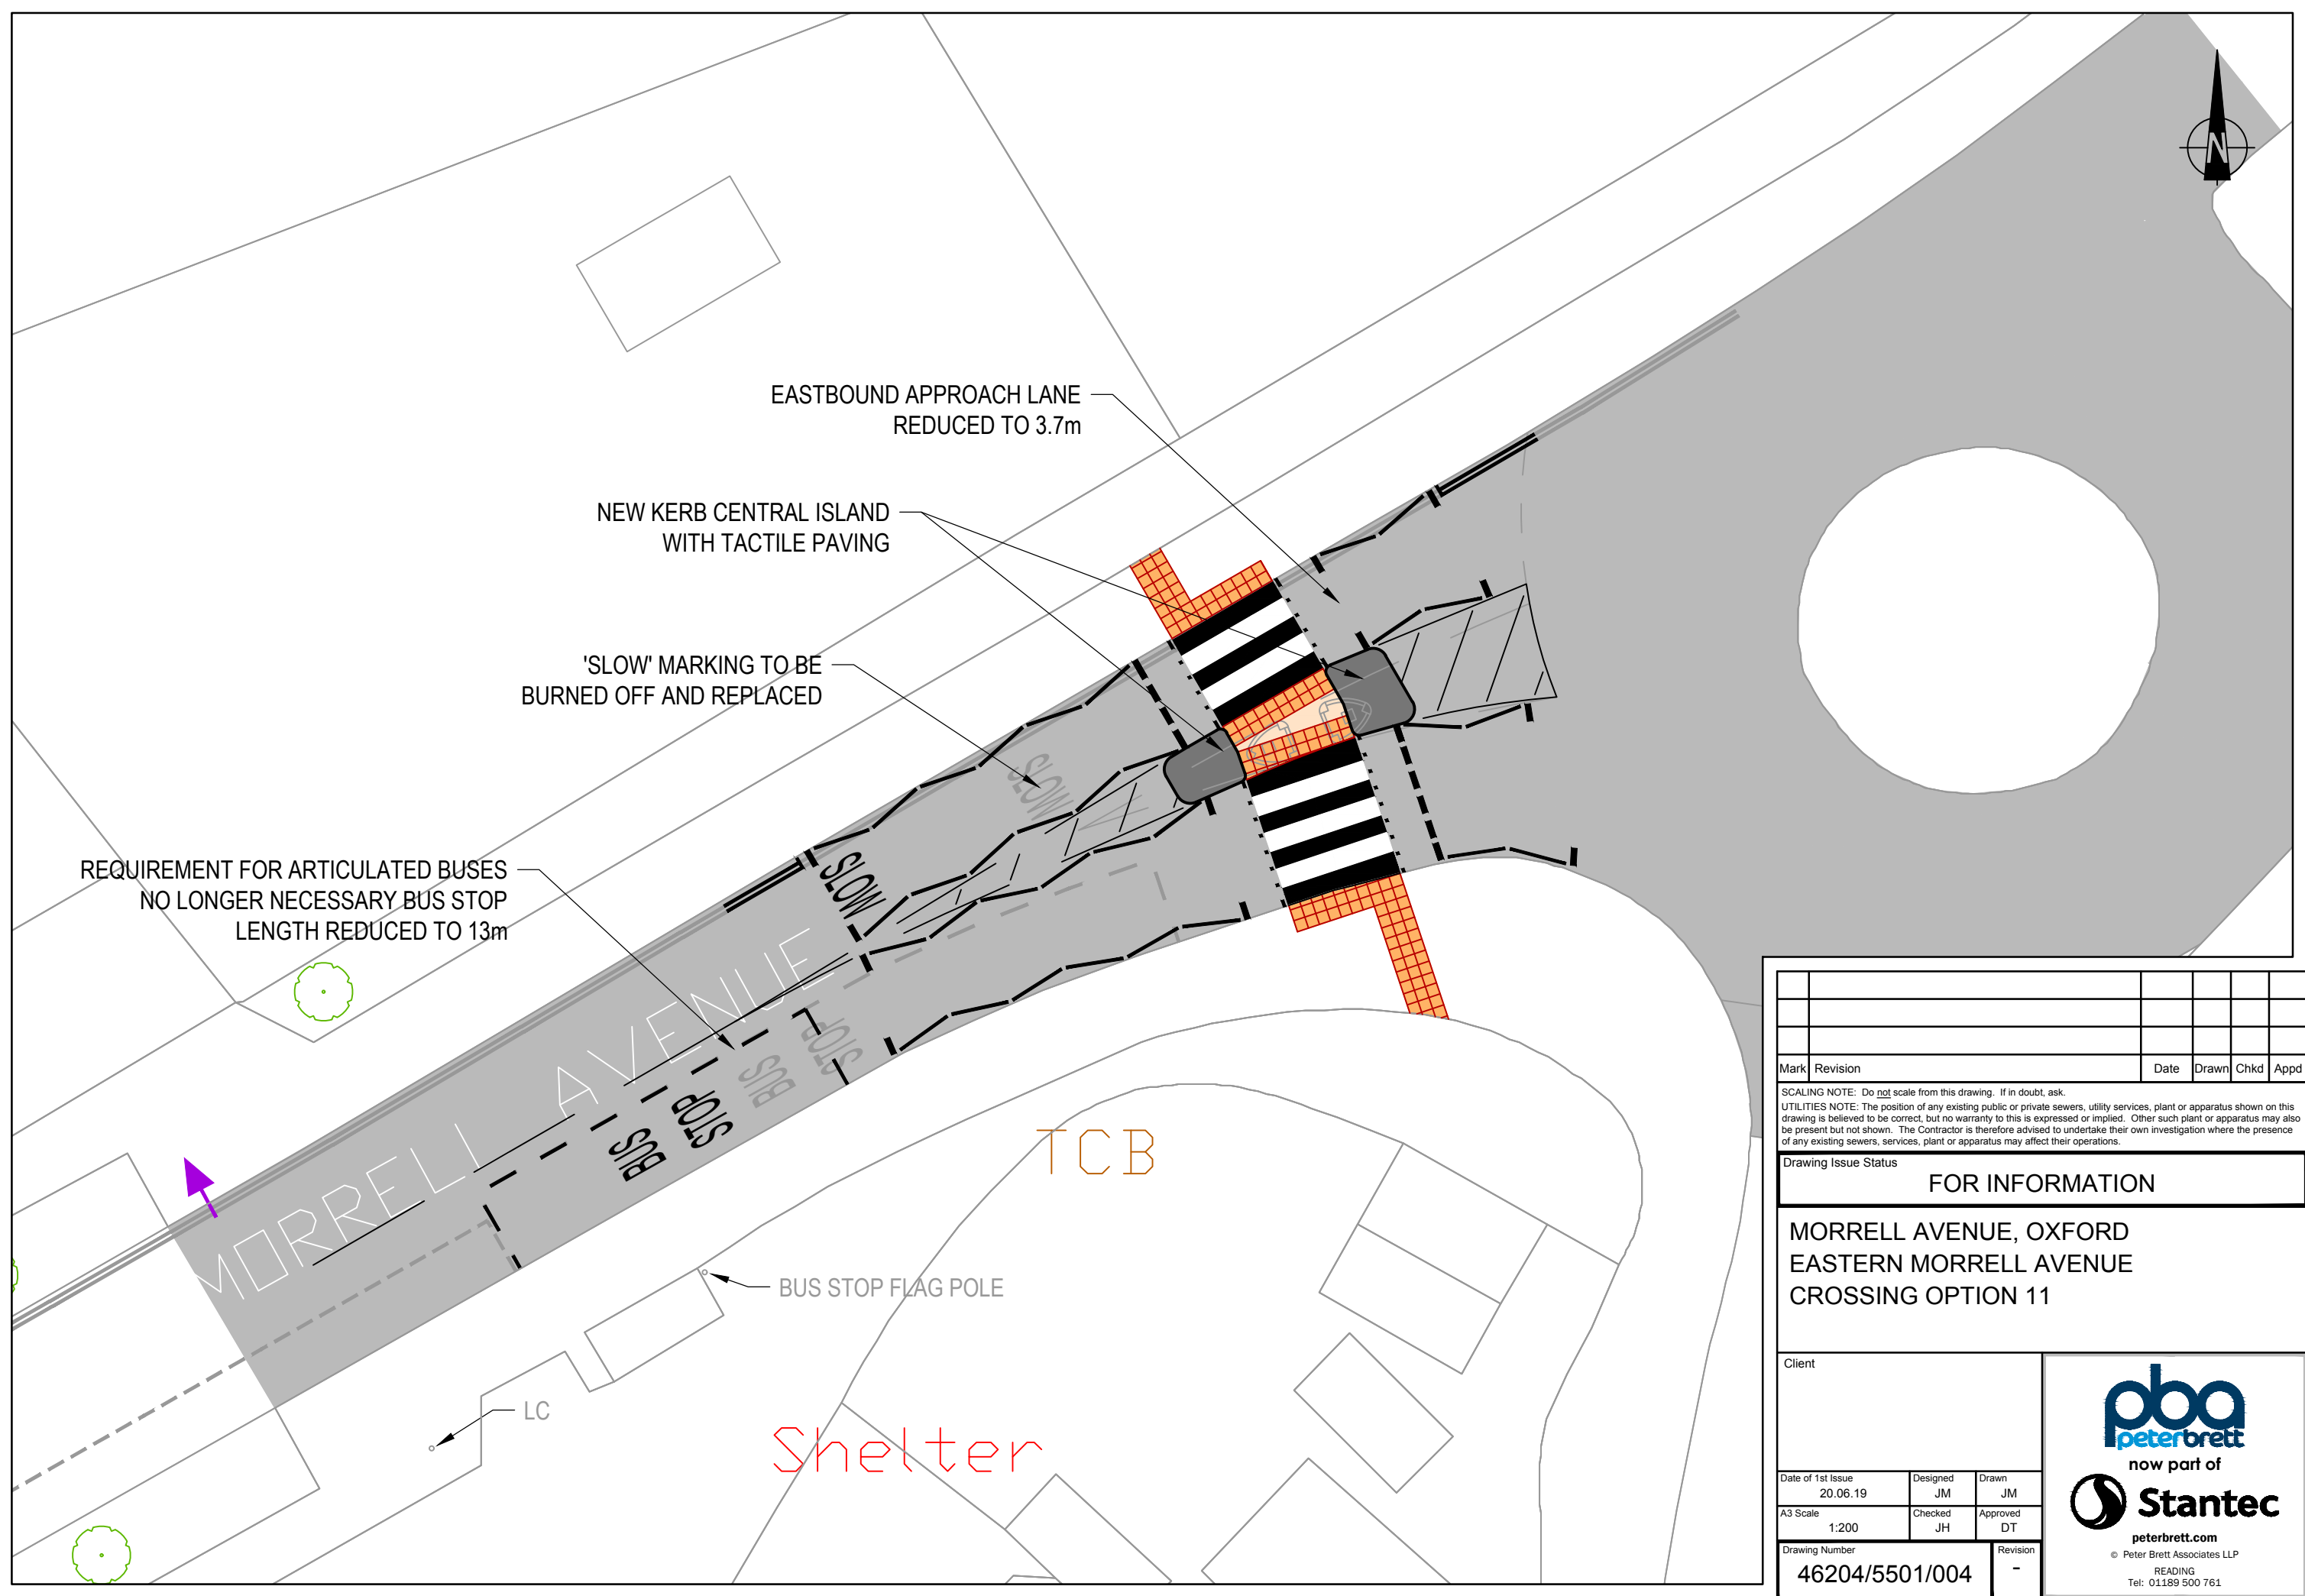 EASTBOUND APPROACH LANE
REDUCED TO 3.7m
NEW KERB CENTRAL ISLAND
WITH TACTILE PAVING
'SLOW' MARKING TO BE
BURNED OFF AND REPLACED
REQUIREMENT FOR ARTICULATED BUSES
NO LONGER NECESSARY BUS STOP
LENGTH REDUCED TO 13m
N
SLOW
SLOW
MORRELL AVENUE
BUS
STOP
BUS
STOP
TCB
BUS STOP FLAG POLE
LC
Shelter
Mark Revision Date Drawn Chkd Appd
SCALING NOTE: Do not scale from this drawing. If in doubt, ask.
UTILITIES NOTE: The position of any existing public or private sewers, utility services, plant or apparatus shown on this
drawing is believed to be correct, but no warranty to this is expressed or implied. Other such plant or apparatus may also
be present but not shown. The Contractor is therefore advised to undertake their own investigation where the presence
of any existing sewers, services, plant or apparatus may affect their operations.
Drawing Issue Status
FOR INFORMATION
MORRELL AVENUE, OXFORD
EASTERN MORRELL AVENUE
CROSSING OPTION 11
Client
Date of 1st Issue
20.06.19
Designed
JM
Drawn
JM
A3 Scale
1:200
Checked
JH
Approved
DT
Drawing Number
46204/5501/004
Revision
-
pba
peterbrett
now part of
Stantec
peterbrett.com
© Peter Brett Associates LLP
READING
Tel: 01189 500 761